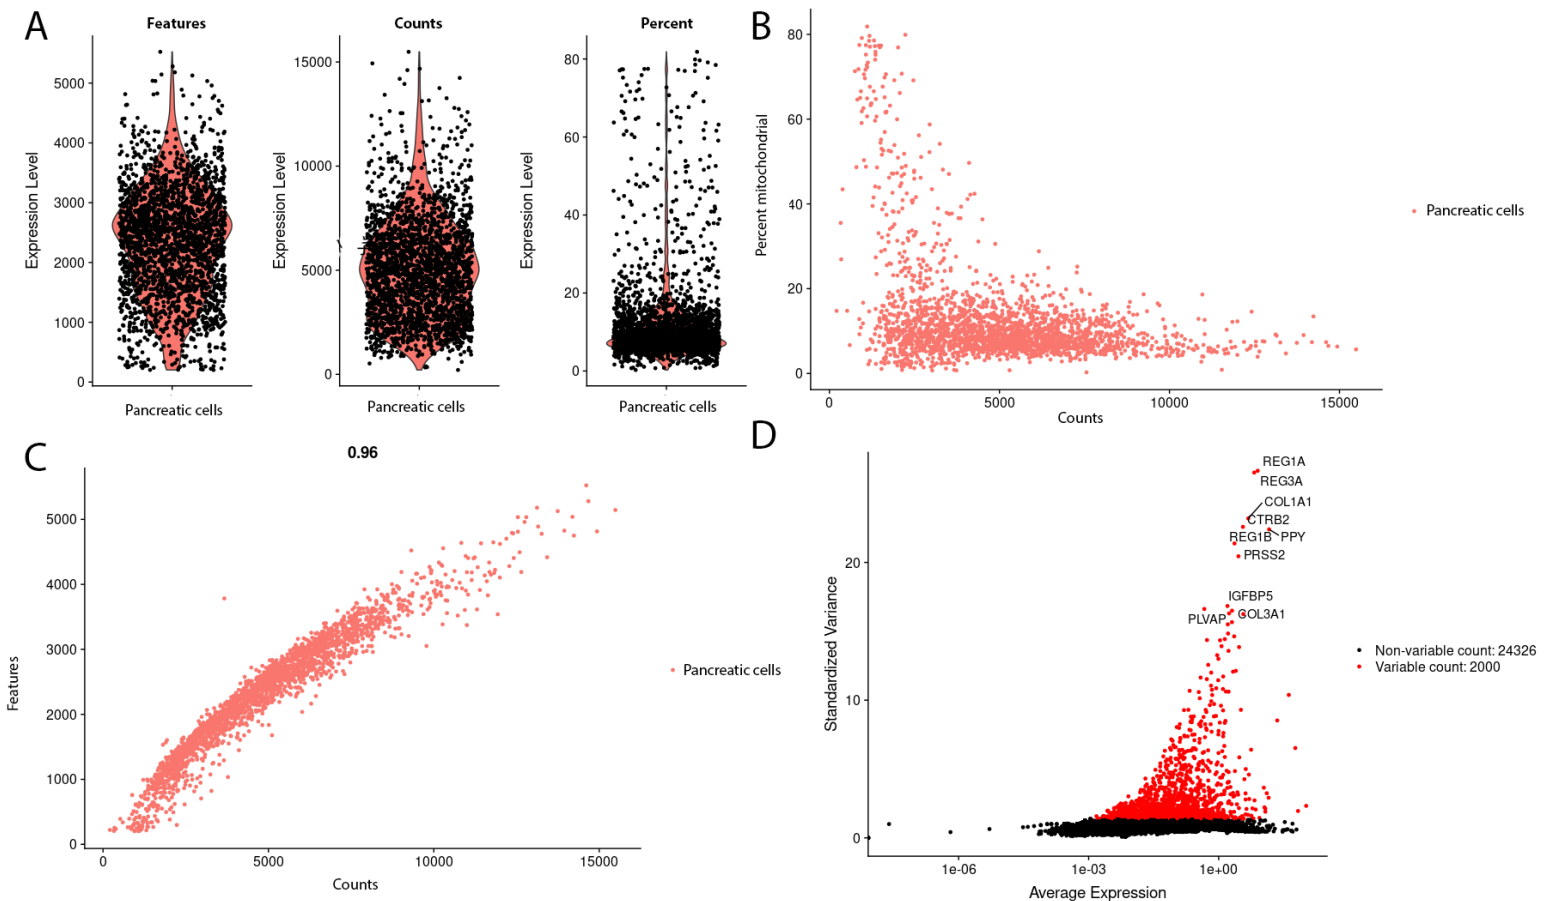 A
Features
Counts
Percent
Expression Level
5000
4000
3000
2000
1000
0
Pancreatic cells
Expression Level
15000
10000
5000
0
Pancreatic cells
Expression Level
80
60
40
20
0
Pancreatic cells
B
Percent mitochondrial
80
60
40
20
0
0
5000
10000
15000
Counts
Pancreatic cells
C
0.96
Features
5000
4000
3000
2000
1000
0
0
5000
10000
15000
Counts
Pancreatic cells
D
Standardized Variance
20
10
0
REG1A
REG3A
COL1A1
CTRB2
REG1B PPY
PRSS2
IGFBP5
PLVAP COL3A1
1e-06
1e-03
1e+00
Average Expression
Non-variable count: 24326
Variable count: 2000